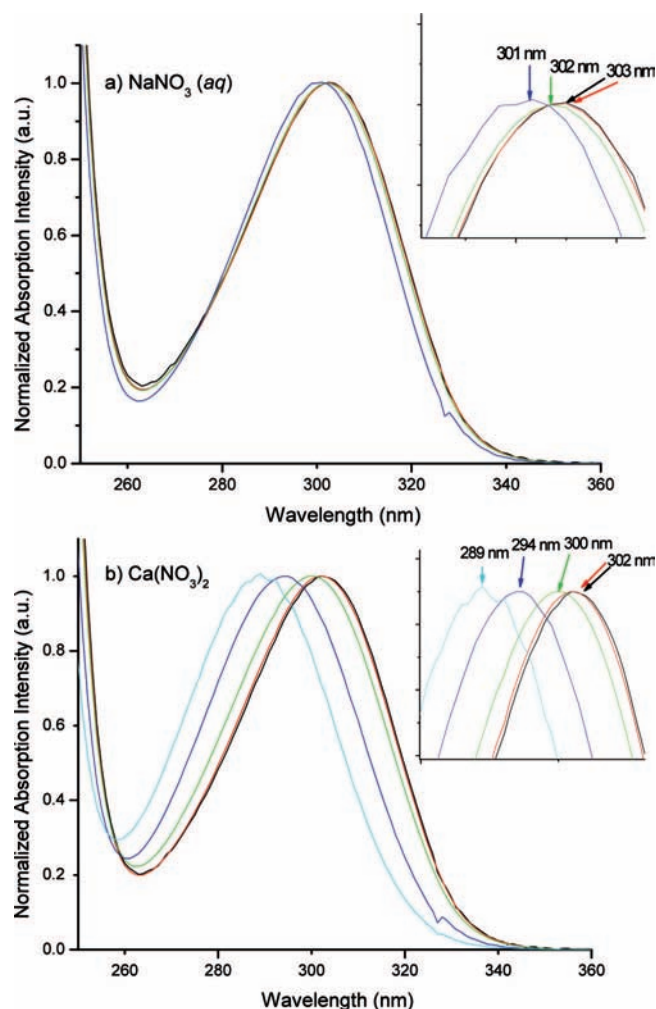 a) NaNO₃ (aq)
301 nm
302 nm
303 nm
Normalized Absorption Intensity (a.u.)
1.0
0.8
0.6
0.4
0.2
0.0
260 280 300 320 340 360
Wavelength (nm)
b) Ca(NO₃)₂
289 nm
294 nm
300 nm
302 nm
Normalized Absorption Intensity (a.u.)
1.0
0.8
0.6
0.4
0.2
0.0
260 280 300 320 340 360
Wavelength (nm)